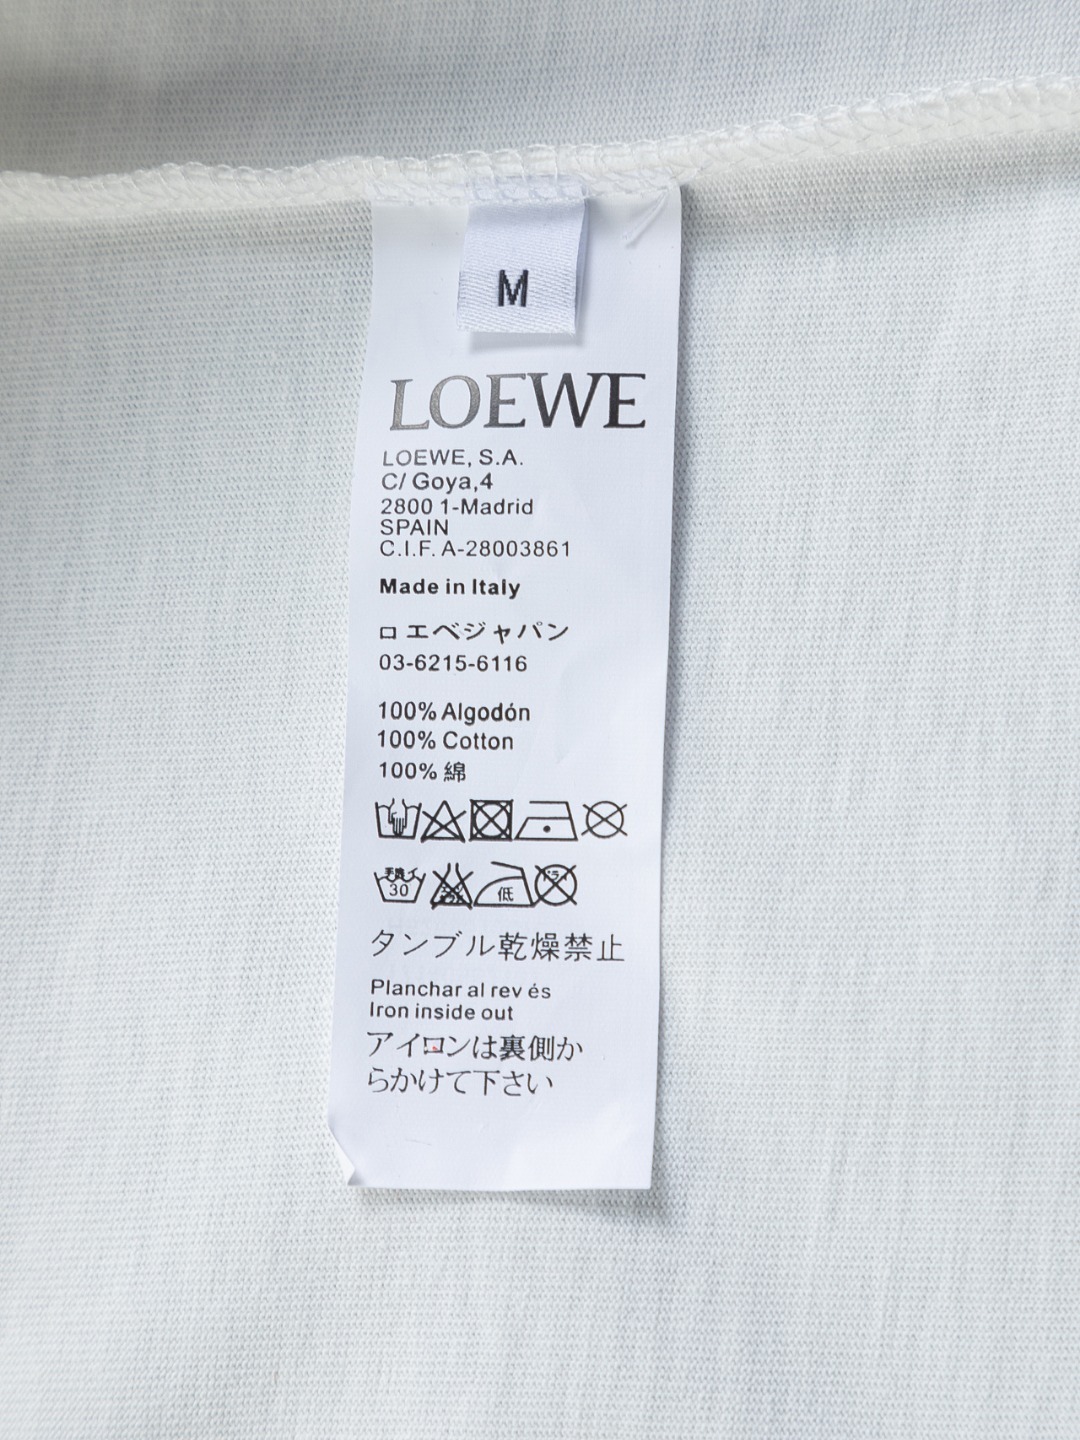 M
LOEWE
LOEWE, S.A.
C/ Goya,4
2800 1-Madrid
SPAIN
C.I.F. A-28003861
Made in Italy
ロエベジャパン
03-6215-6116
100% Algodón
100% Cotton
100% 綿
30
低
タンブル乾燥禁止
Planchar al rev és
Iron inside out
アイロンは裏側か
らかけて下さい